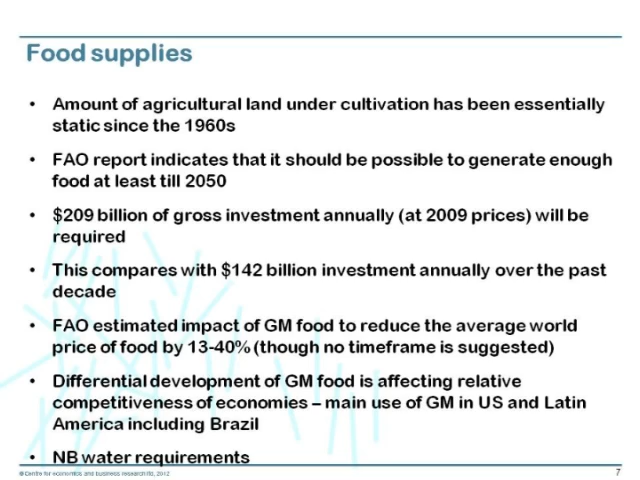 Food supplies
• Amount of agricultural land under cultivation has been essentially
static since the 1960s
• FAO report indicates that it should be possible to generate enough
food at least till 2050
• $209 billion of gross investment annually (at 2009 prices) will be
required
• This compares with $142 billion investment annually over the past
decade
• FAO estimated impact of GM food to reduce the average world
price of food by 13-40% (though no timeframe is suggested)
• Differential development of GM food is affecting relative
competitiveness of economies – main use of GM in US and Latin
America including Brazil
• NB water requirements
© Centre for economics and business research ltd, 2012
7